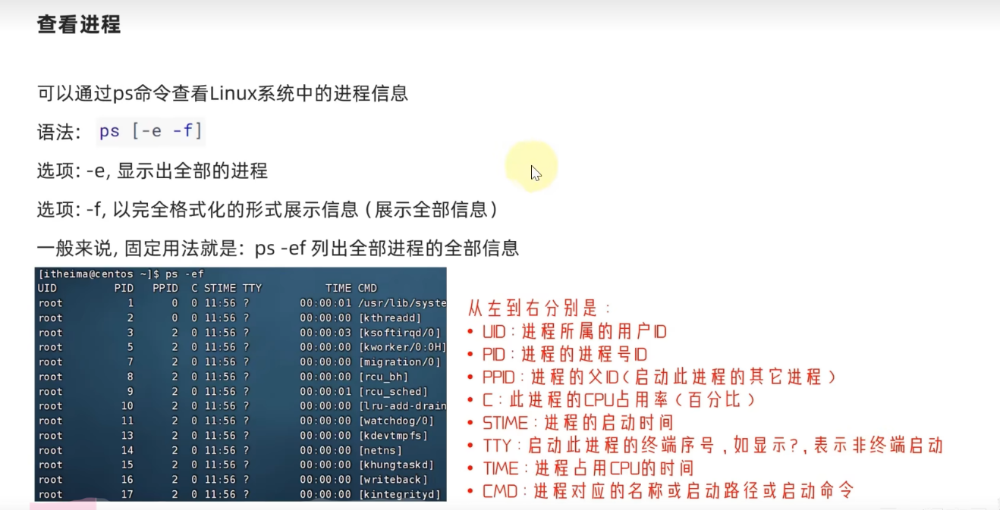 查看进程
可以通过ps命令查看Linux系统中的进程信息
语法： ps [-e -f]
选项: -e, 显示出全部的进程
选项: -f, 以完全格式化的形式展示信息（展示全部信息）
一般来说, 固定用法就是：ps -ef 列出全部进程的全部信息
[itheima@centos ~]$ ps -ef
UID PID PPID C STIME TTY TIME CMD
root 1 0 0 11:56 ? 00:00:01 /usr/lib/syste
root 2 0 0 11:56 ? 00:00:00 [kthreadd]
root 3 2 0 11:56 ? 00:00:03 [ksoftirqd/0]
root 5 2 0 11:56 ? 00:00:00 [kworker/0:0H]
root 7 2 0 11:56 ? 00:00:00 [migration/0]
root 8 2 0 11:56 ? 00:00:00 [rcu_bh]
root 9 2 0 11:56 ? 00:00:01 [rcu_sched]
root 10 2 0 11:56 ? 00:00:00 [lru-add-drain
root 11 2 0 11:56 ? 00:00:00 [watchdog/0]
root 13 2 0 11:56 ? 00:00:00 [kdevtmpfs]
root 14 2 0 11:56 ? 00:00:00 [netns]
root 15 2 0 11:56 ? 00:00:00 [khungtaskd]
root 16 2 0 11:56 ? 00:00:00 [writeback]
root 17 2 0 11:56 ? 00:00:00 [kintegrityd]
从左到右分别是：
• UID：进程所属的用户ID
• PID：进程的进程号ID
• PPID：进程的父ID（启动此进程的其它进程）
• C：此进程的CPU占用率（百分比）
• STIME：进程的启动时间
• TTY：启动此进程的终端序号，如显示?，表示非终端启动
• TIME：进程占用CPU的时间
• CMD：进程对应的名称或启动路径或启动命令